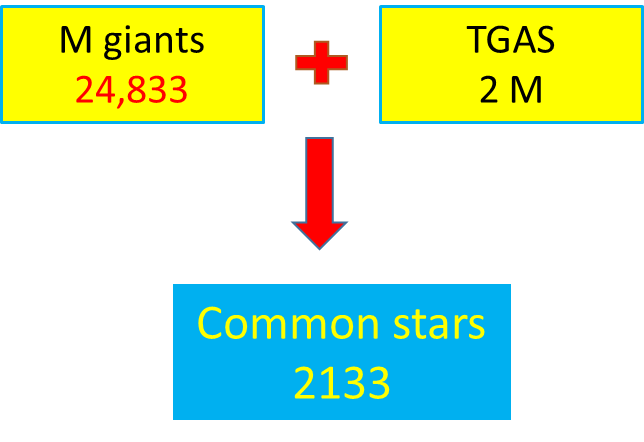 M giants
24,833
TGAS
2 M
Common stars
2133